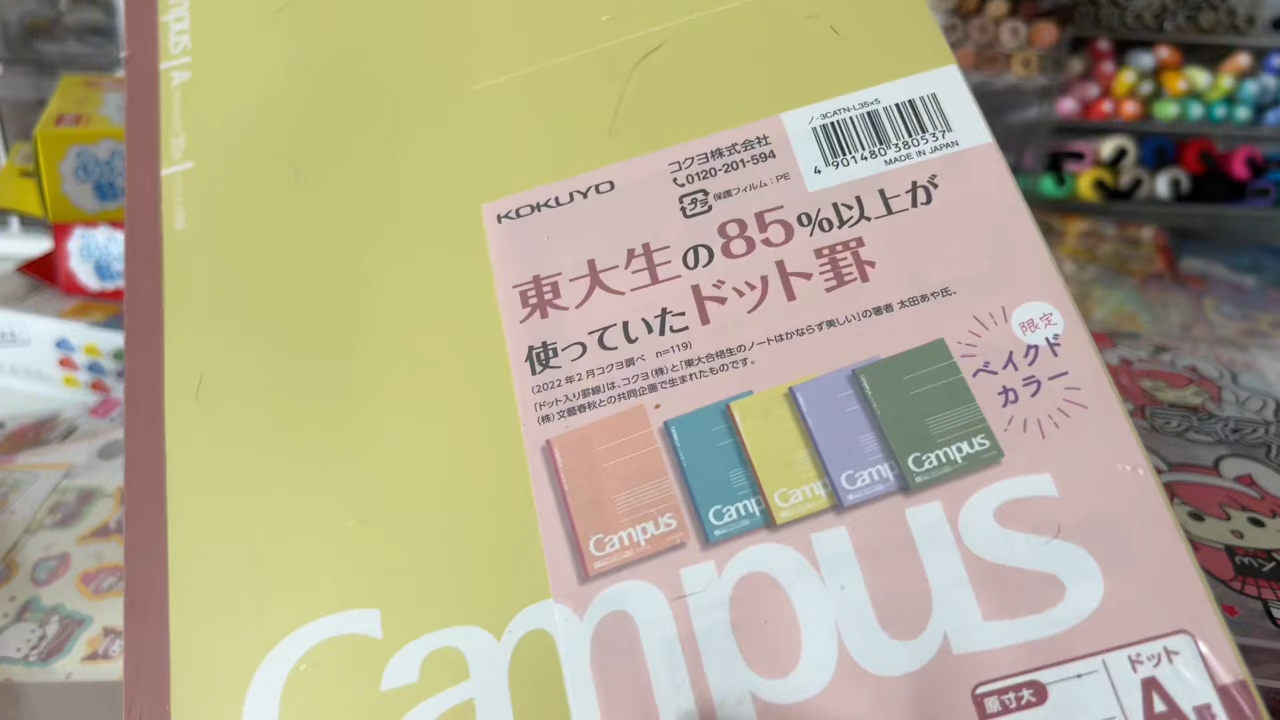 ノ-3CATN-L35×5
4 901480 380537
MADE IN JAPAN
KOKUYO
コクヨ株式会社
0120-201-594
プラ
保護フィルム:PE
東大生の85%以上が
使っていたドット罫
(2022年2月コクヨ調べ n=119)
「ドット入り罫線」は、コクヨ(株)と「東大合格生のノートはかならず美しい」の著者 太田あや氏、
(株)文藝春秋との共同企画で生まれたものです。
限定
ベイクド
カラー
Campus
Campus
Campus
Campus
Campus
Campus
原寸大
ドット
A